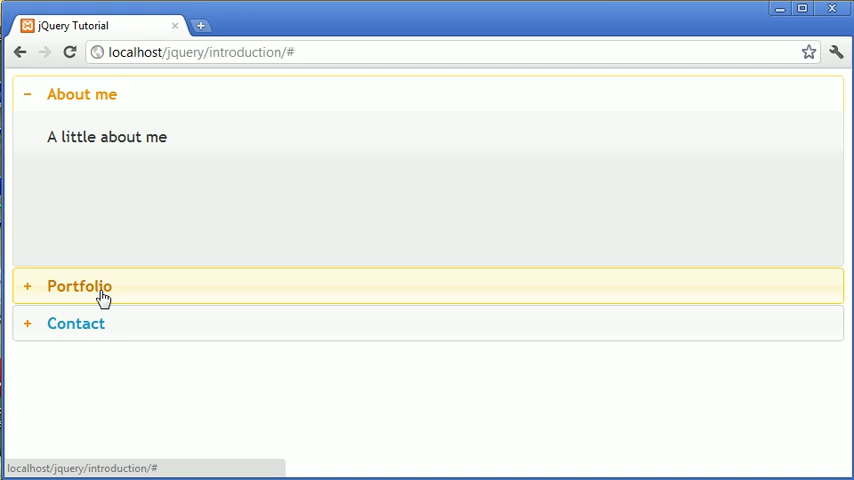 jQuery Tutorial
localhost/jquery/introduction/#
− About me
A little about me
+ Portfolio
+ Contact
localhost/jquery/introduction/#